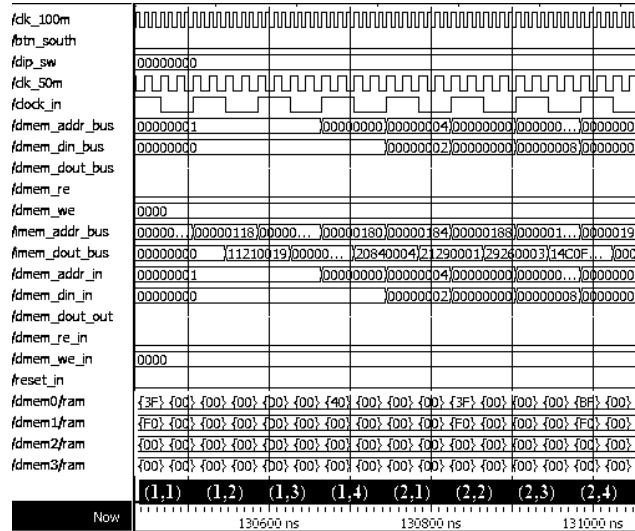 /clk_100m
/btn_south
/dip_sw 00000000
/clk_50m
/clock_in
/dmem_addr_bus 00000001 00000000 00000004 00000000 000000... 0000000
/dmem_din_bus 00000000 00000002 00000000 00000008 0000000
/dmem_dout_bus
/dmem_re
/dmem_we 0000
/imem_addr_bus 00000... 00000118 00000... 00000180 00000184 00000188 000001... 0000019
/imem_dout_bus 00000000 11210019 00000... 20840004 21290001 29260003 14C0F... 000
/dmem_addr_in 00000001 00000000 00000004 00000000 000000... 0000000
/dmem_din_in 00000000 00000002 00000000 00000008 0000000
/dmem_dout_out
/dmem_re_in
/dmem_we_in 0000
/reset_in
/dmem0/ram {3F} {00} {00} {00} {00} {00} {40} {00} {00} {00} {3F} {00} {00} {00} {BF} {00}
/dmem1/ram {F0} {00} {00} {00} {00} {00} {00} {00} {00} {00} {F0} {00} {00} {00} {F0} {00}
/dmem2/ram {00} {00} {00} {00} {00} {00} {00} {00} {00} {00} {00} {00} {00} {00} {00} {00}
/dmem3/ram {00} {00} {00} {00} {00} {00} {00} {00} {00} {00} {00} {00} {00} {00} {00} {00}
(1,1) (1,2) (1,3) (1,4) (2,1) (2,2) (2,3) (2,4)
Now 130600 ns 130800 ns 131000 ns